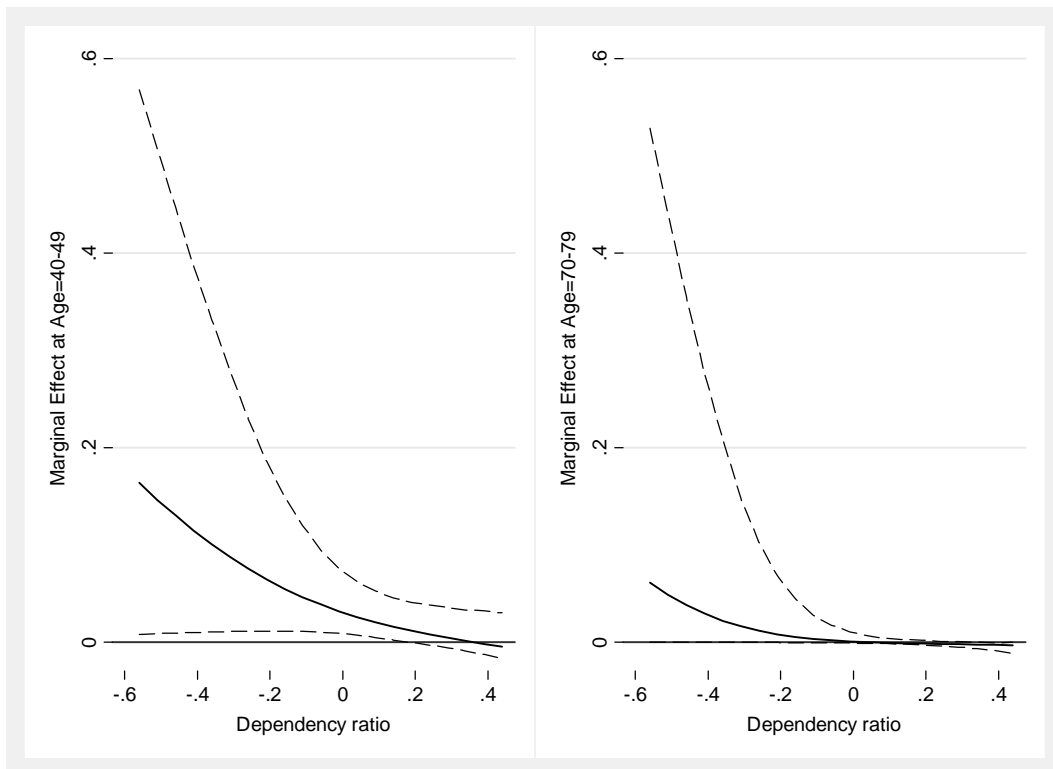 Marginal Effect at Age=40-49
.6
.4
.2
0
-.6 -.4 -.2 0 .2 .4
Dependency ratio
Marginal Effect at Age=70-79
.6
.4
.2
0
-.6 -.4 -.2 0 .2 .4
Dependency ratio